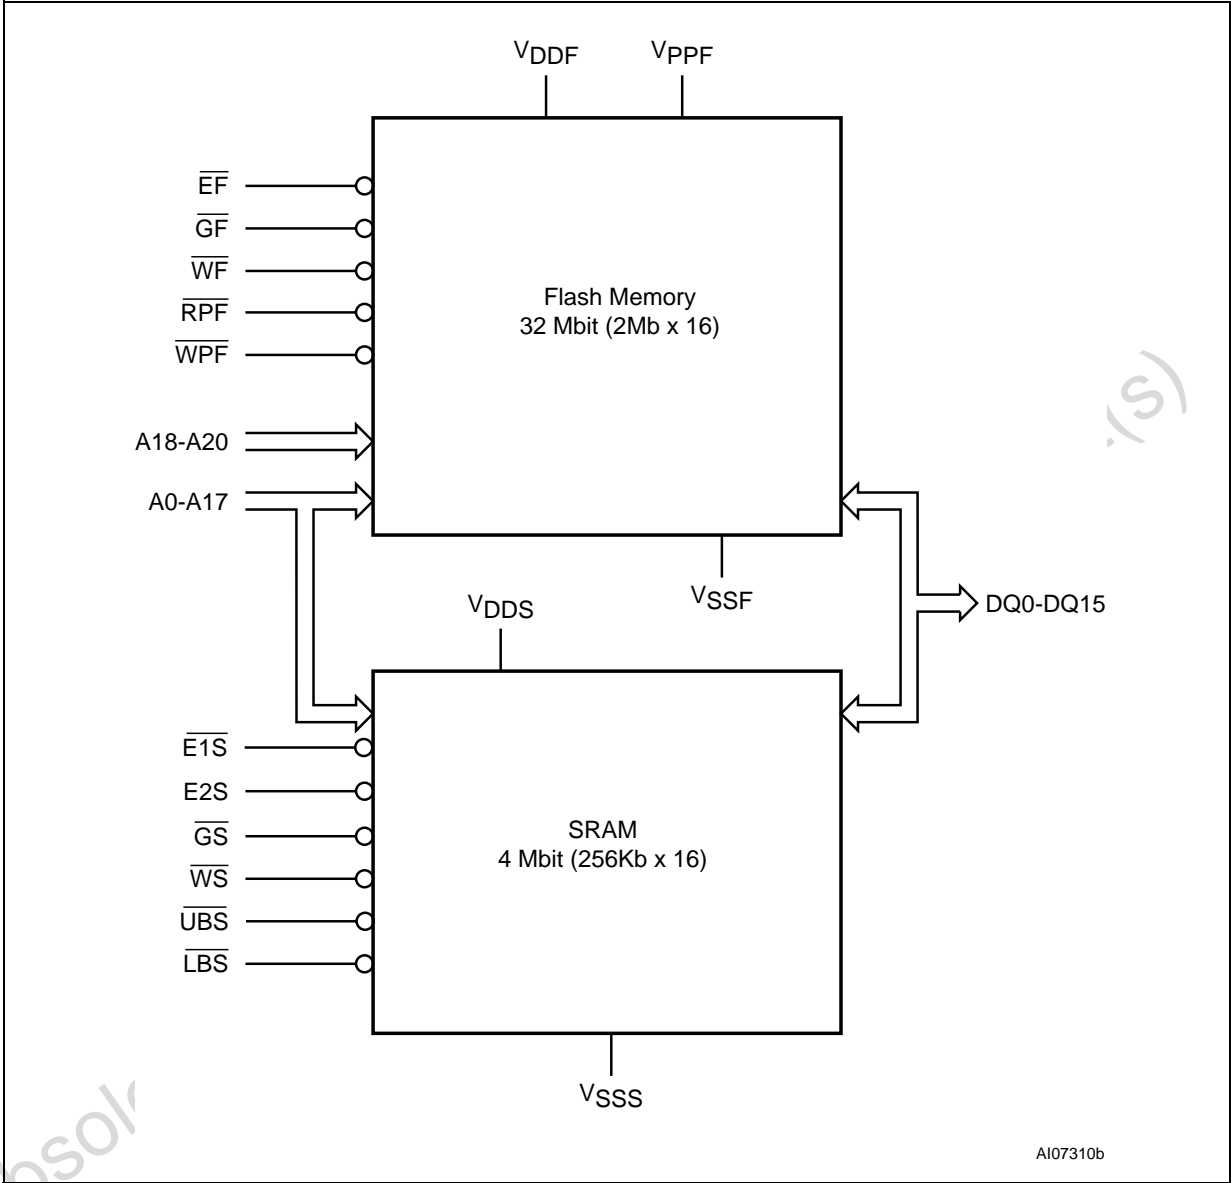 VDDF VPPF
EF
GF
WF
RPF
WPF
Flash Memory
32 Mbit (2Mb x 16)
A18-A20
A0-A17
VSSF
VDDS
DQ0-DQ15
E1S
E2S
GS
WS
UBS
LBS
SRAM
4 Mbit (256Kb x 16)
VSSS
AI07310b
(s)